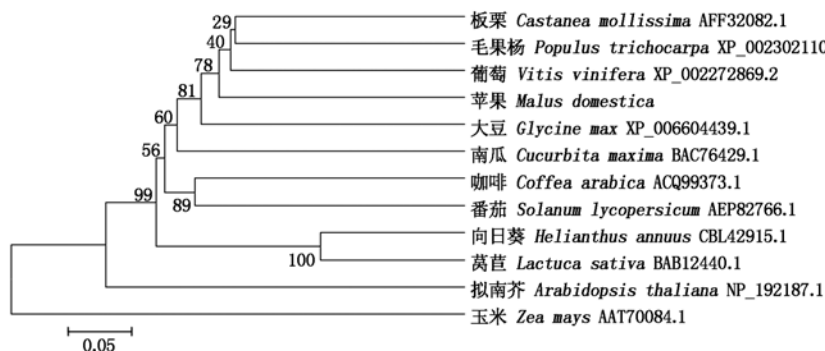 29
板栗 Castanea mollissima AFF32082.1
40
毛果杨 Populus trichocarpa XP_002302110
78
葡萄 Vitis vinifera XP_002272869.2
81
苹果 Malus domestica
60
大豆 Glycine max XP_006604439.1
56
南瓜 Cucurbita maxima BAC76429.1
99
咖啡 Coffea arabica ACQ99373.1
89
番茄 Solanum lycopersicum AEP82766.1
向日葵 Helianthus annuus CBL42915.1
100
莴苣 Lactuca sativa BAB12440.1
拟南芥 Arabidopsis thaliana NP_192187.1
玉米 Zea mays AAT70084.1
0.05